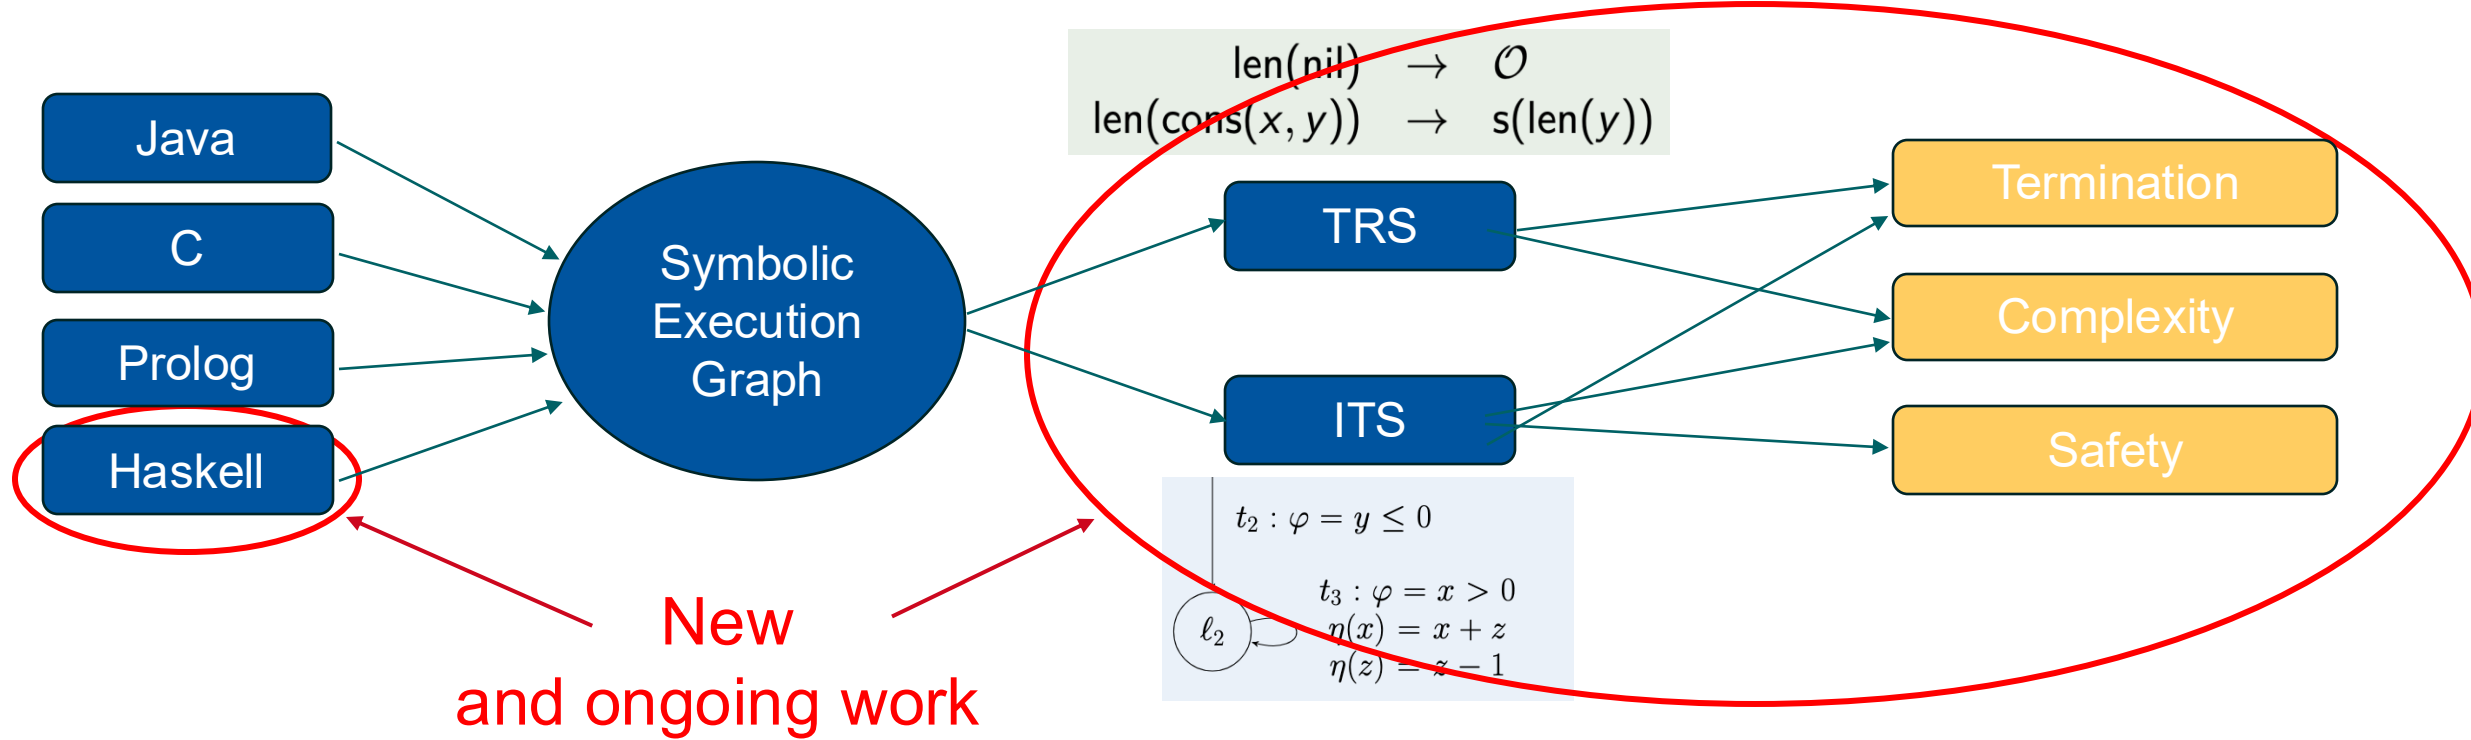 len(nil) → 𝒪
len(cons(x, y)) → s(len(y))
Java
C
Prolog
Haskell
Symbolic
Execution
Graph
TRS
ITS
Termination
Complexity
Safety
t₂ : φ = y ≤ 0
t₃ : φ = x > 0
η(x) = x + z
η(z) = z − 1
ℓ₂
New
and ongoing work